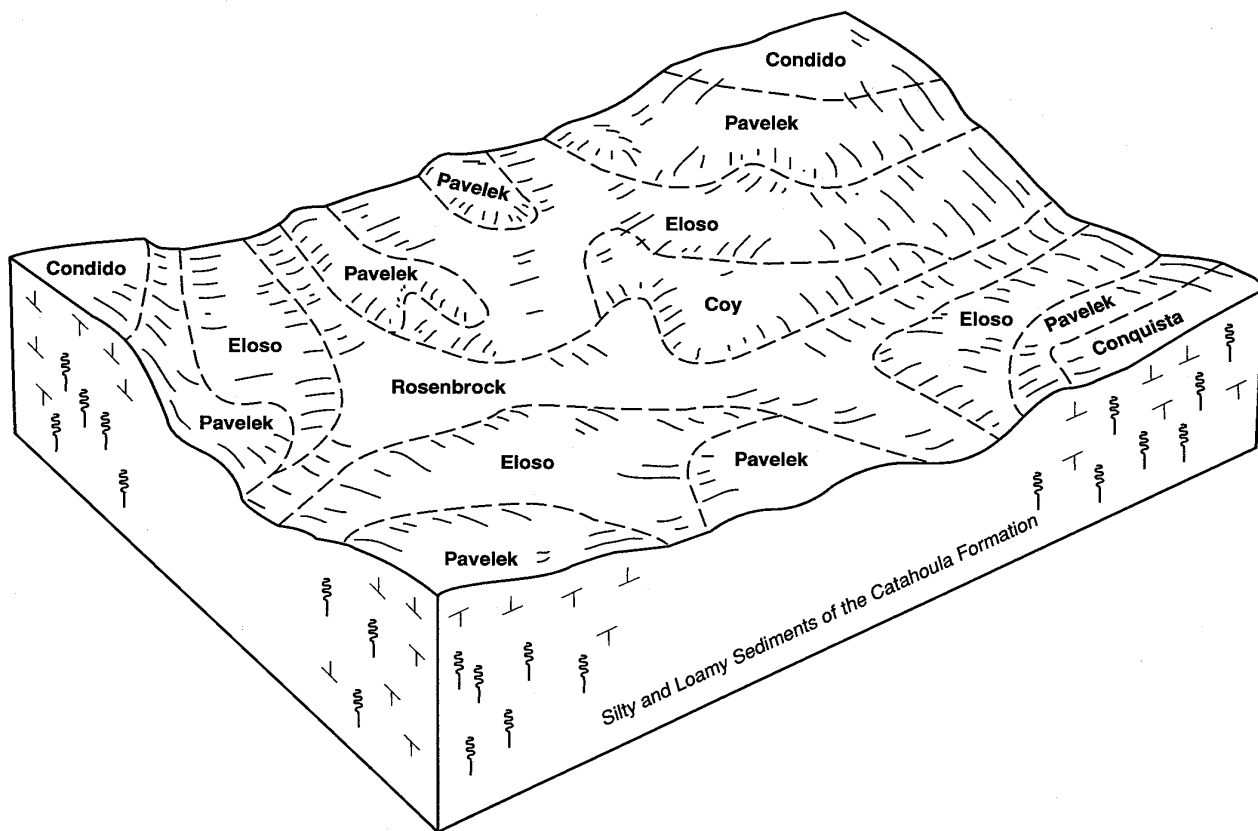 Condido
Pavelek
Pavelek
Eloso
Condido
Pavelek
Coy
Eloso
Pavelek
Eloso
Conquista
Rosenbrock
Pavelek
Eloso
Pavelek
Pavelek
Silty and Loamy Sediments of the Catahoula Formation